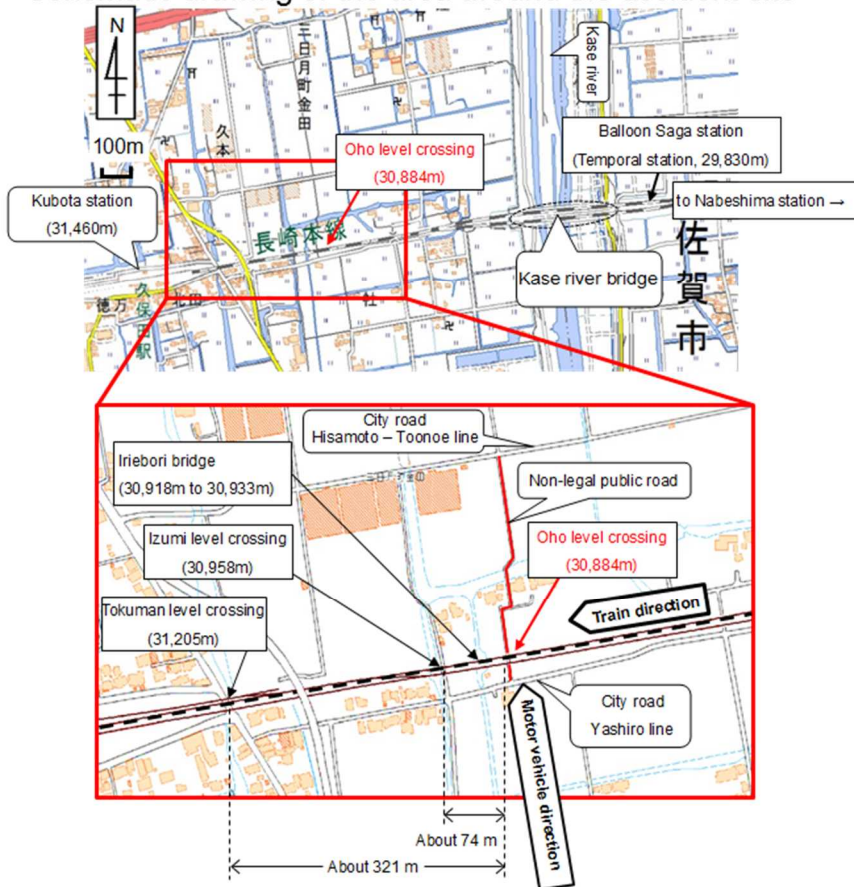 N
100m
三日月町金田
久本
Kase river
Oho level crossing
(30,884m)
Balloon Saga station
(Temporal station, 29,830m)
Kubota station
(31,460m)
to Nabeshima station →
長崎本線
Kase river bridge
佐賀市
徳万
久保田駅
北田
社
City road
Hisamoto – Toonoe line
Iriebori bridge
(30,918m to 30,933m)
Non-legal public road
Izumi level crossing
(30,958m)
Oho level crossing
(30,884m)
Tokuman level crossing
(31,205m)
Train direction
City road
Yashiro line
Motor vehicle direction
About 74 m
About 321 m